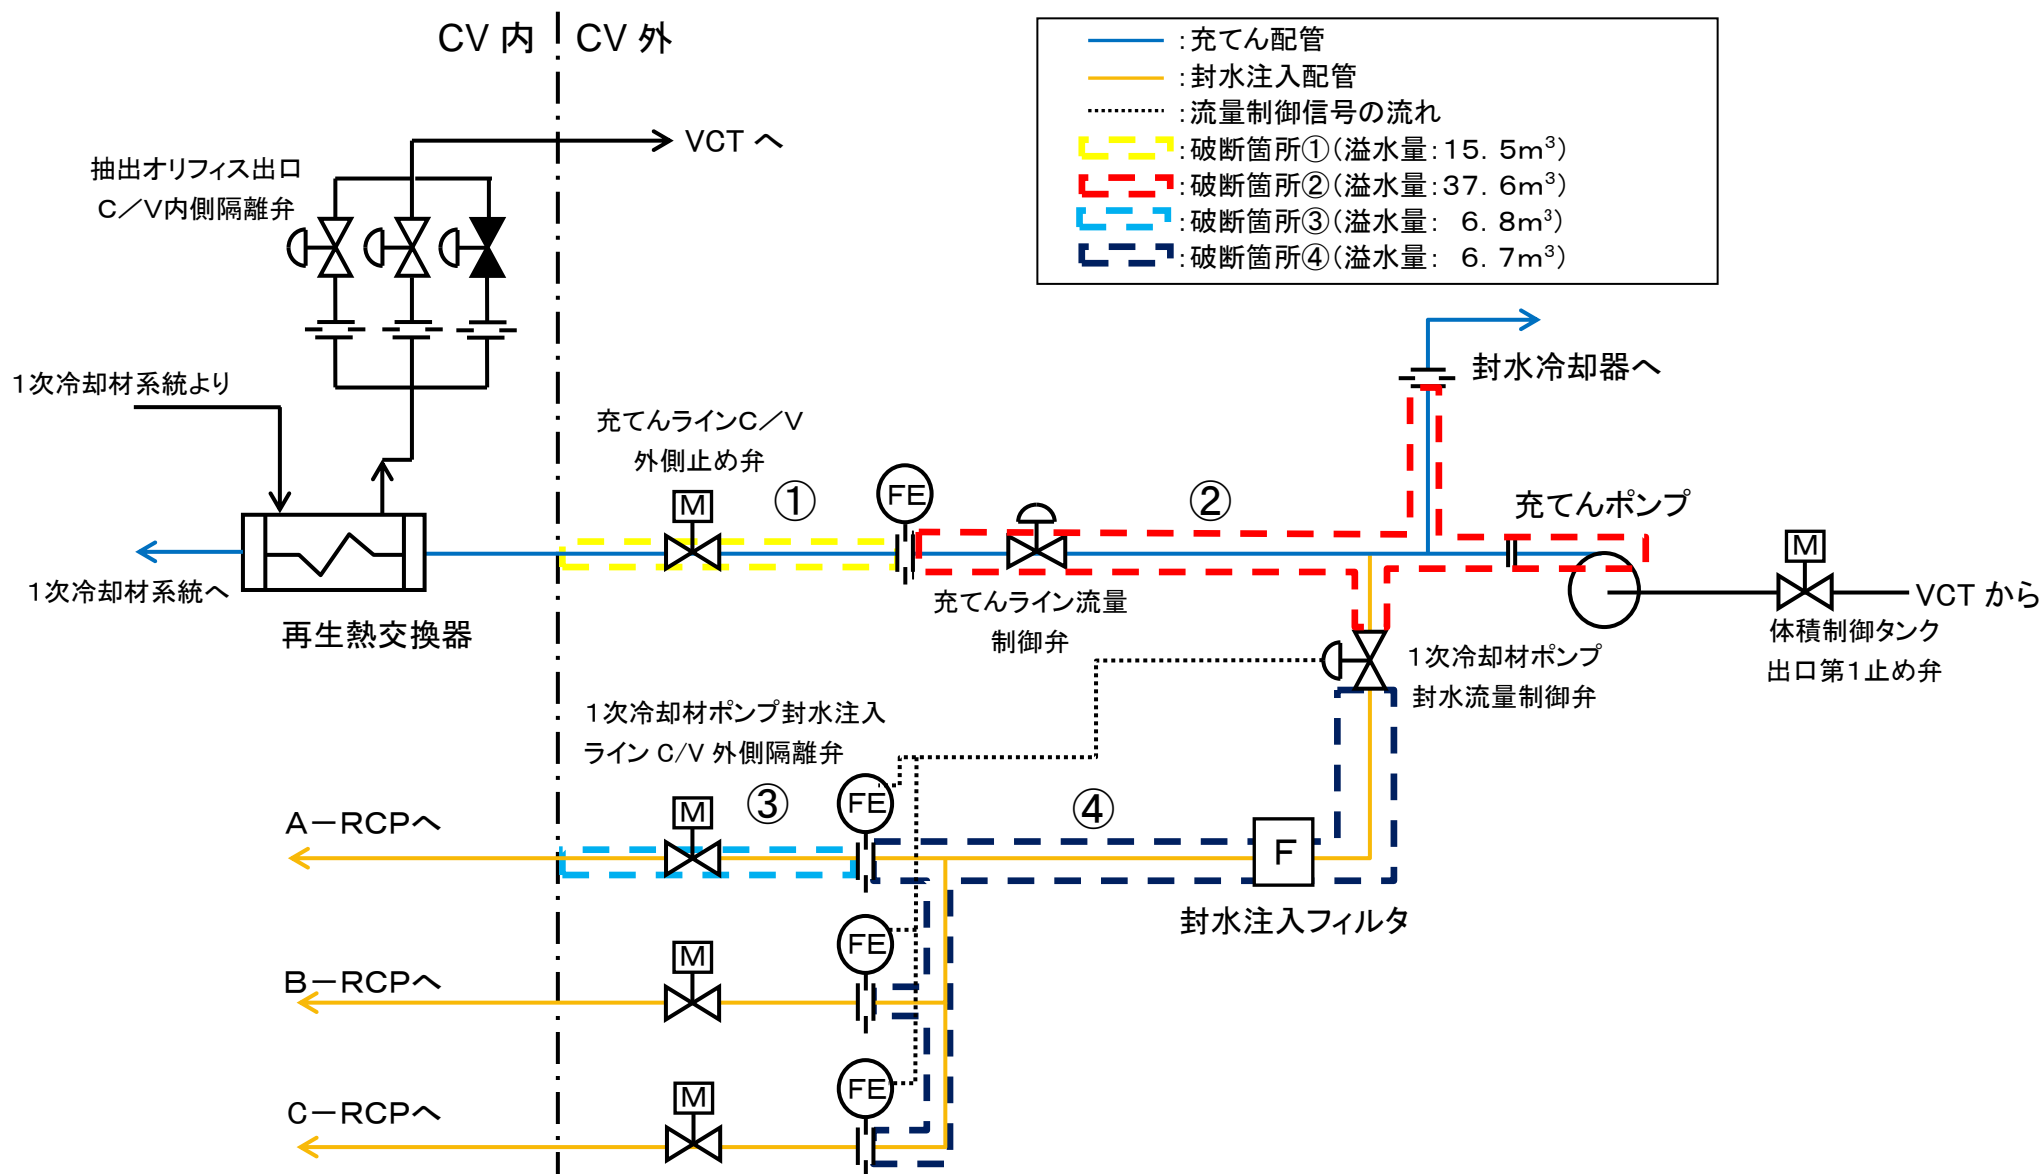 CV 内
CV 外
：充てん配管
：封水注入配管
：流量制御信号の流れ
：破断箇所①（溢水量：１５．５m³）
：破断箇所②（溢水量：３７．６m³）
：破断箇所③（溢水量：　６．８m³）
：破断箇所④（溢水量：　６．７m³）
VCT へ
抽出オリフィス出口
Ｃ／Ｖ内側隔離弁
１次冷却材系統より
封水冷却器へ
充てんラインＣ／Ｖ
外側止め弁
M
①
FE
②
充てんポンプ
M
１次冷却材系統へ
再生熱交換器
充てんライン流量
制御弁
VCT から
体積制御タンク
出口第１止め弁
１次冷却材ポンプ
封水流量制御弁
１次冷却材ポンプ封水注入
ライン C/V 外側隔離弁
A－RCPへ
M
③
FE
④
F
封水注入フィルタ
B－RCPへ
M
FE
C－RCPへ
M
FE